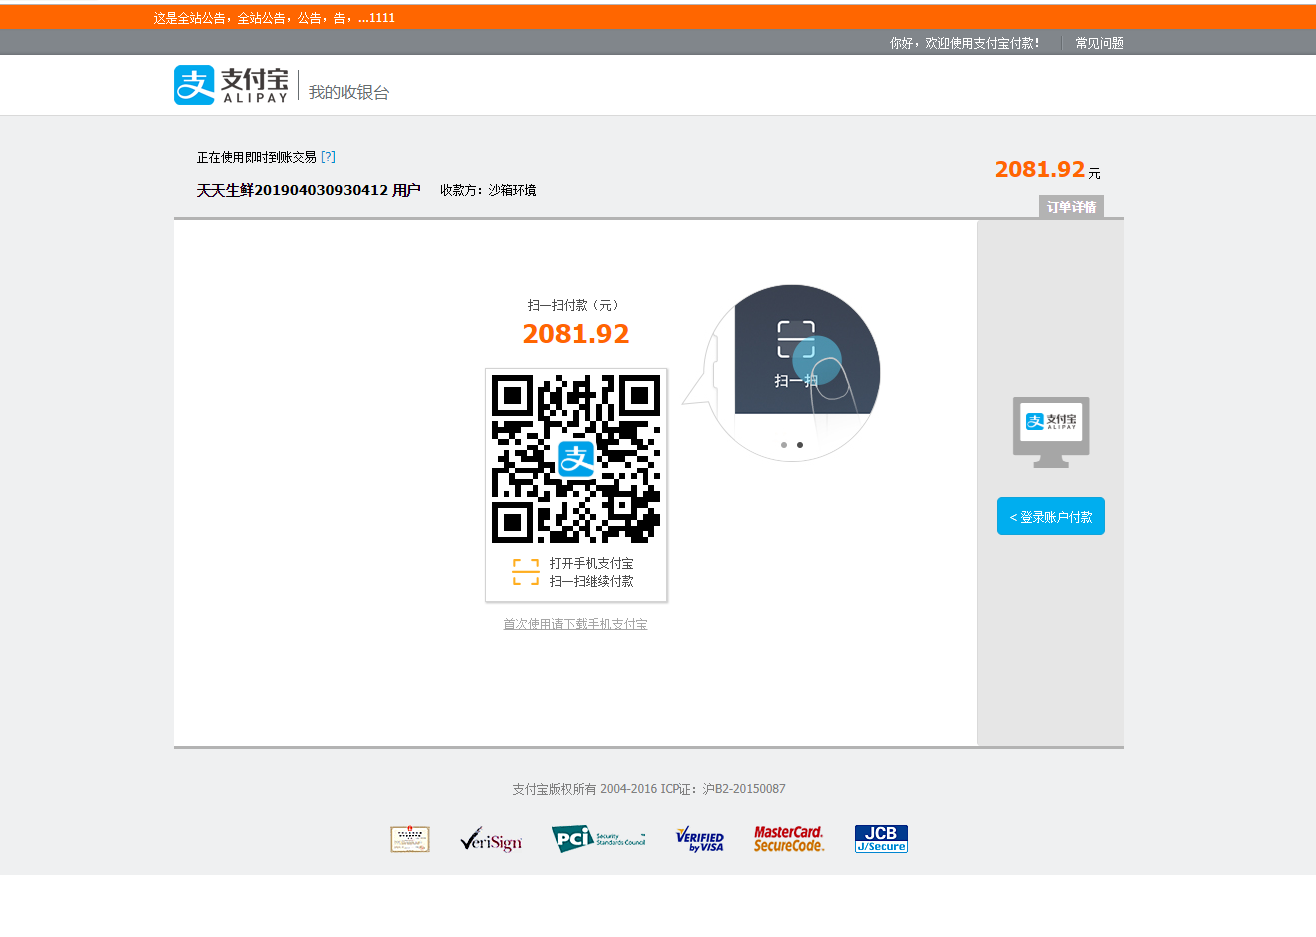 这是全站公告，全站公告，公告，告，...1111
你好，欢迎使用支付宝付款！ 常见问题
支付宝 ALIPAY 我的收银台
正在使用即时到账交易 [?]
2081.92 元
天天生鲜201904030930412 用户 收款方：沙箱环境
订单详情
扫一扫付款（元）
2081.92
扫一扫
支
支付宝
ALIPAY
< 登录账户付款
打开手机支付宝
扫一扫继续付款
首次使用请下载手机支付宝
支付宝版权所有 2004-2016 ICP证：沪B2-20150087
VeriSign
PCI Security Standards Council
VERIFIED by VISA
MasterCard. SecureCode.
JCB J/Secure